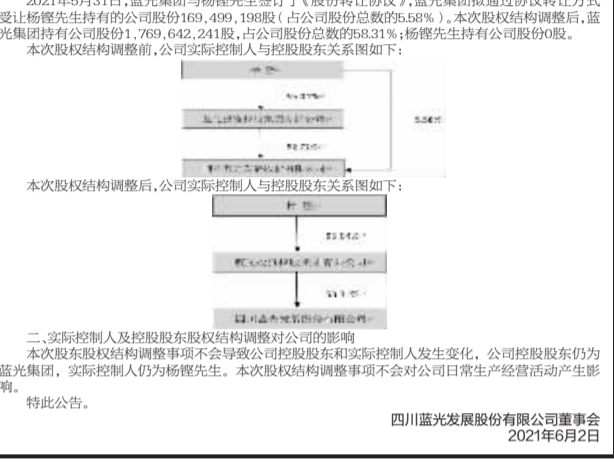 2021年5月31日,蓝光集团与杨铿先生签订了《股份转让协议》,蓝光集团拟通过协议转让方式
受让杨铿先生持有的公司股份169,499,198股(占公司股份总数的5.58%)。本次股权结构调整后,蓝
光集团持有公司股份1,769,642,241股,占公司股份总数的58.31%;杨铿先生持有公司股份0股。
本次股权结构调整前,公司实际控制人与控股股东关系图如下:
5.58%
本次股权结构调整后,公司实际控制人与控股股东关系图如下:
杨 铿
四川蓝光发展股份有限公司
二、实际控制人及控股股东股权结构调整对公司的影响
本次股东股权结构调整事项不会导致公司控股股东和实际控制人发生变化，公司控股股东仍为
蓝光集团，实际控制人仍为杨铿先生。本次股权结构调整事项不会对公司日常生产经营活动产生影
响。
特此公告。
四川蓝光发展股份有限公司董事会
2021年6月2日